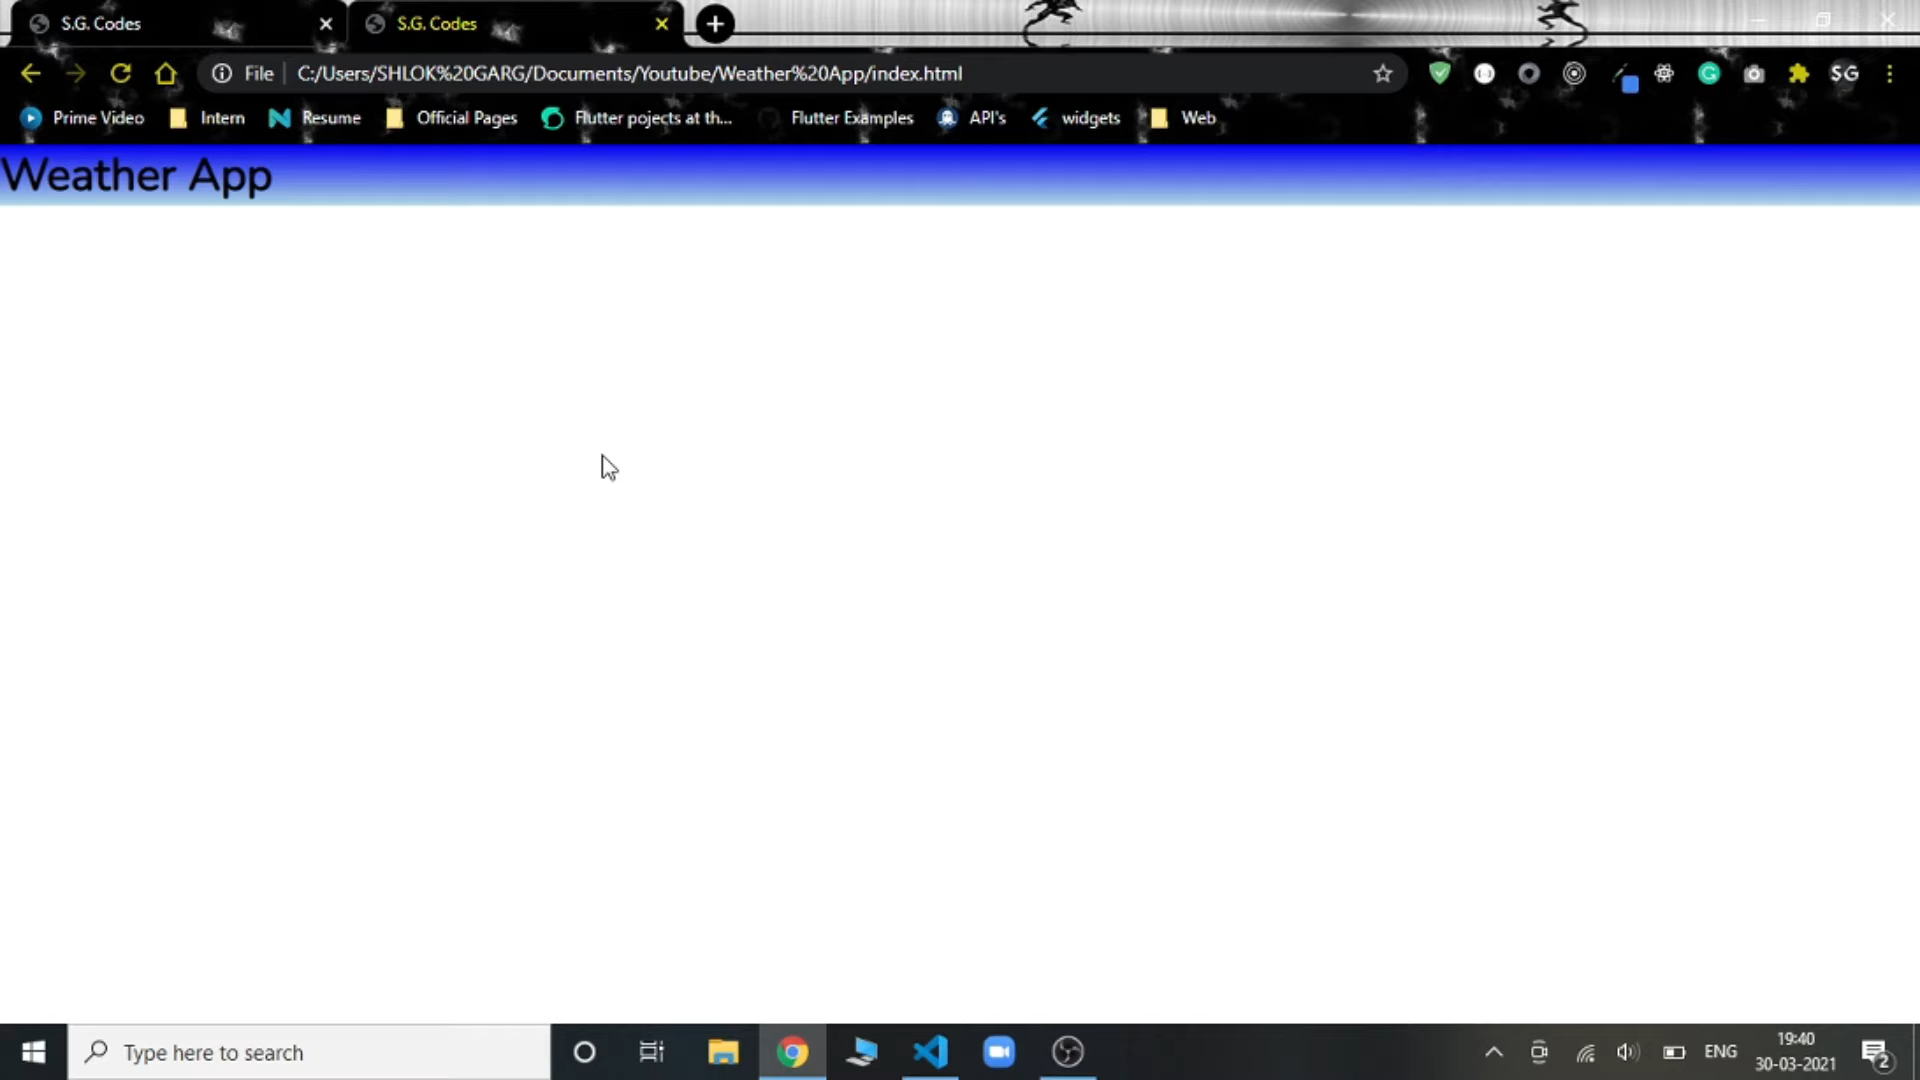 S.G. Codes
S.G. Codes
File
C:/Users/SHLOK%20GARG/Documents/Youtube/Weather%20App/index.html
SG
Prime Video
Intern
Resume
Official Pages
Flutter pojects at th...
Flutter Examples
API's
widgets
Web
Weather App
Type here to search
ENG
19:40
30-03-2021
2